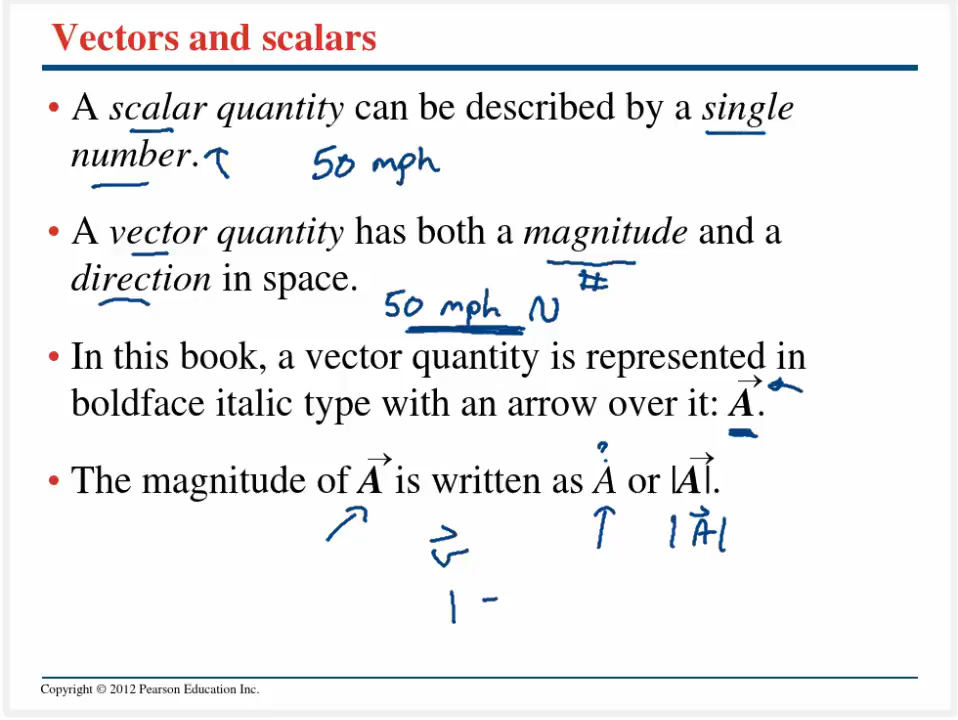 Vectors and scalars
• A scalar quantity can be described by a single
number. 50 mph
• A vector quantity has both a magnitude and a
direction in space. #
50 mph N
• In this book, a vector quantity is represented in
boldface italic type with an arrow over it: A⃗.
• The magnitude of A⃗ is written as A or |A⃗|.
?
|A⃗|
v⃗
Copyright © 2012 Pearson Education Inc.